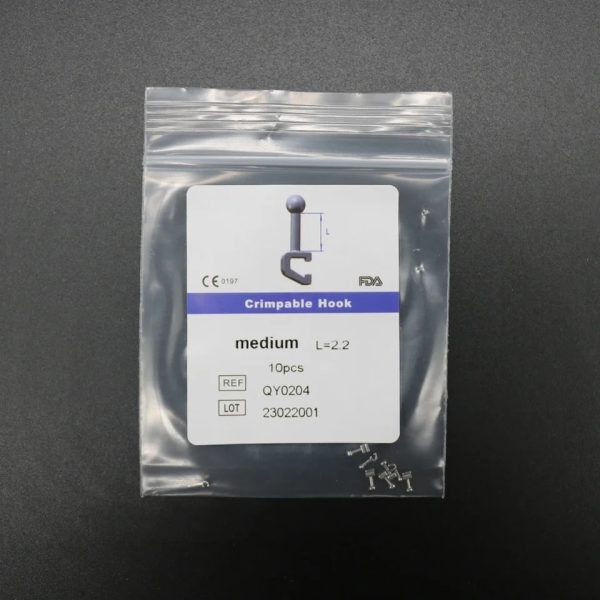 L
CE 0197
FDA
Crimpable Hook
medium L=2.2
10pcs
REF QY0204
LOT 23022001